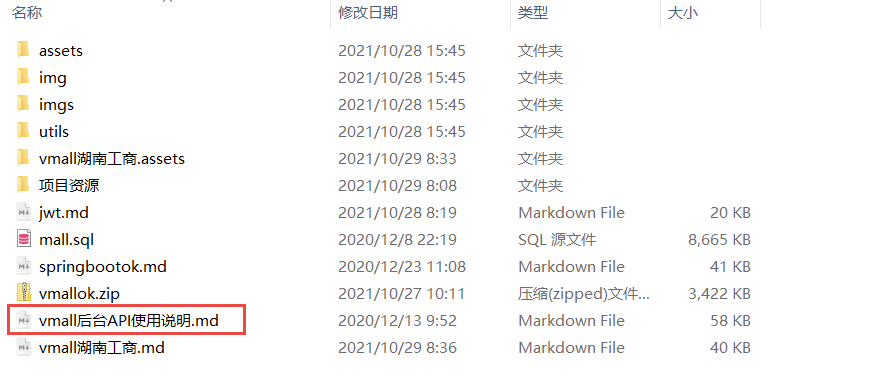 名称 修改日期 类型 大小
assets 2021/10/28 15:45 文件夹
img 2021/10/28 15:45 文件夹
imgs 2021/10/28 15:45 文件夹
utils 2021/10/28 15:45 文件夹
vmall湖南工商.assets 2021/10/29 8:33 文件夹
项目资源 2021/10/29 8:08 文件夹
jwt.md 2021/10/28 8:19 Markdown File 20 KB
mall.sql 2020/12/8 22:19 SQL 源文件 8,665 KB
springbootok.md 2020/12/23 11:08 Markdown File 41 KB
vmallok.zip 2021/10/27 10:11 压缩(zipped)文件... 3,422 KB
vmall后台API使用说明.md 2020/12/13 9:52 Markdown File 58 KB
vmall湖南工商.md 2021/10/29 8:36 Markdown File 40 KB